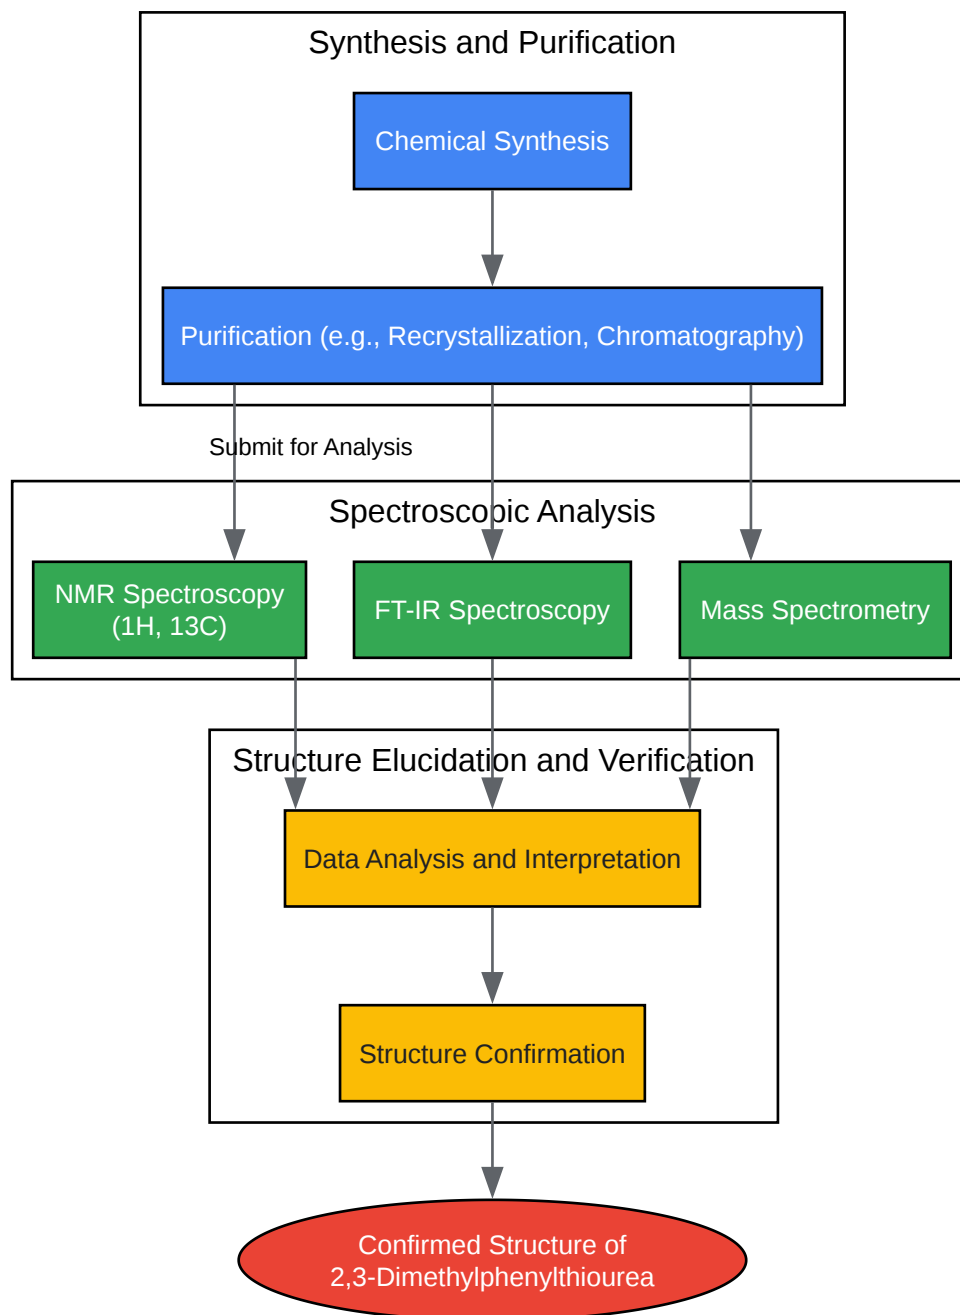 Synthesis and Purification
Chemical Synthesis
Purification (e.g., Recrystallization, Chromatography)
Submit for Analysis
Spectroscopic Analysis
NMR Spectroscopy
(1H, 13C)
FT-IR Spectroscopy
Mass Spectrometry
Structure Elucidation and Verification
Data Analysis and Interpretation
Structure Confirmation
Confirmed Structure of
2,3-Dimethylphenylthiourea